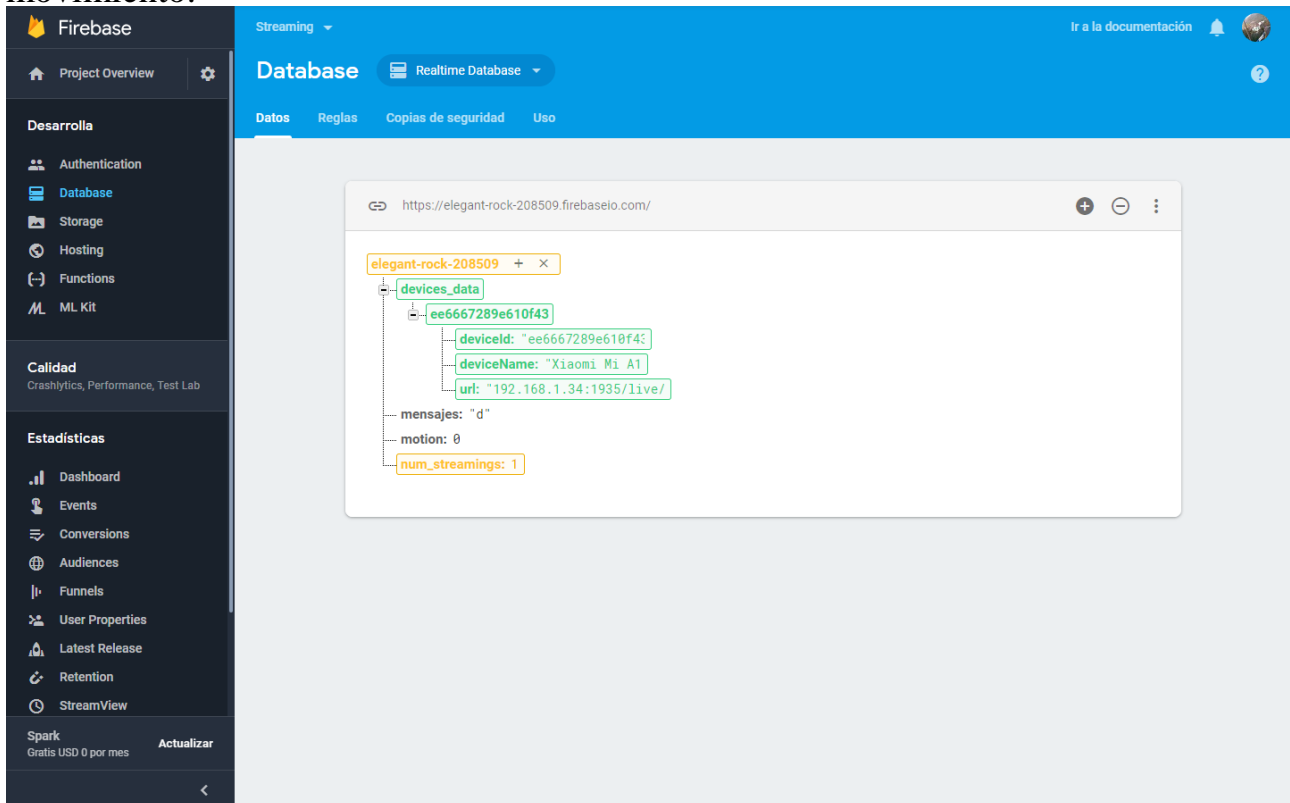 movimiento.
Firebase
Streaming
Ir a la documentación
Project Overview
Database
Realtime Database
Datos Reglas Copias de seguridad Uso
Desarrolla
Authentication
Database
Storage
Hosting
Functions
ML Kit
Calidad
Crashlytics, Performance, Test Lab
Estadísticas
Dashboard
Events
Conversions
Audiences
Funnels
User Properties
Latest Release
Retention
StreamView
Spark
Gratis USD 0 por mes
Actualizar
https://elegant-rock-208509.firebaseio.com/
elegant-rock-208509
devices_data
ee6667289e610f43
deviceId: "ee6667289e610f43
deviceName: "Xiaomi Mi A1
url: "192.168.1.34:1935/live/
mensajes: "d"
motion: 0
num_streamings: 1